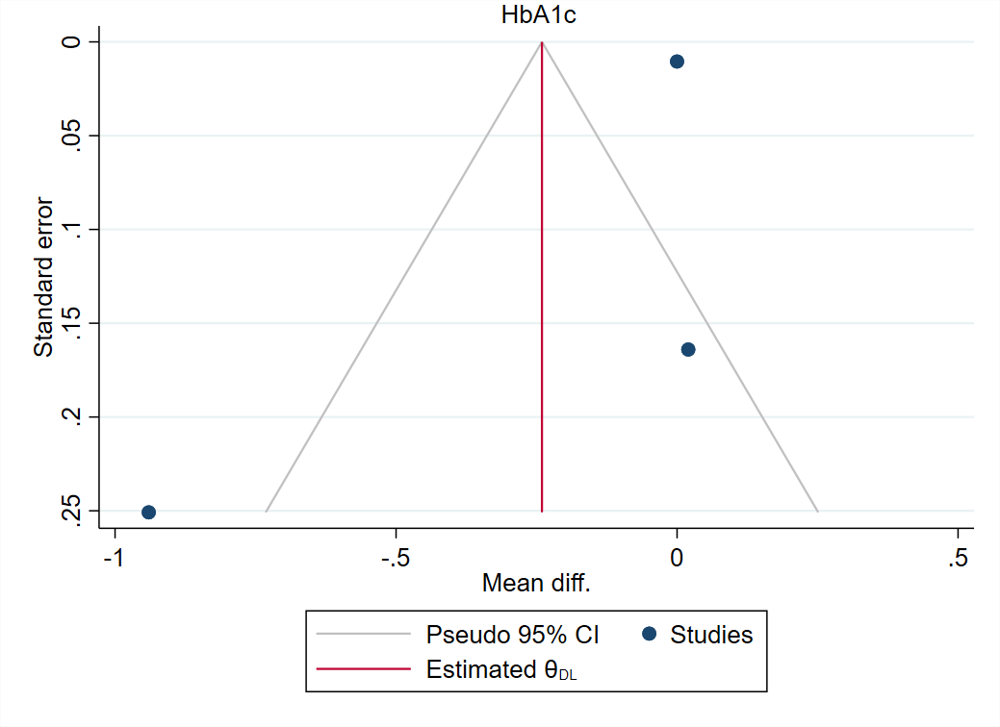 HbA1c
Standard error
0
.05
.1
.15
.2
.25
-1
-.5
0
.5
Mean diff.
Pseudo 95% CI
Studies
Estimated θDL